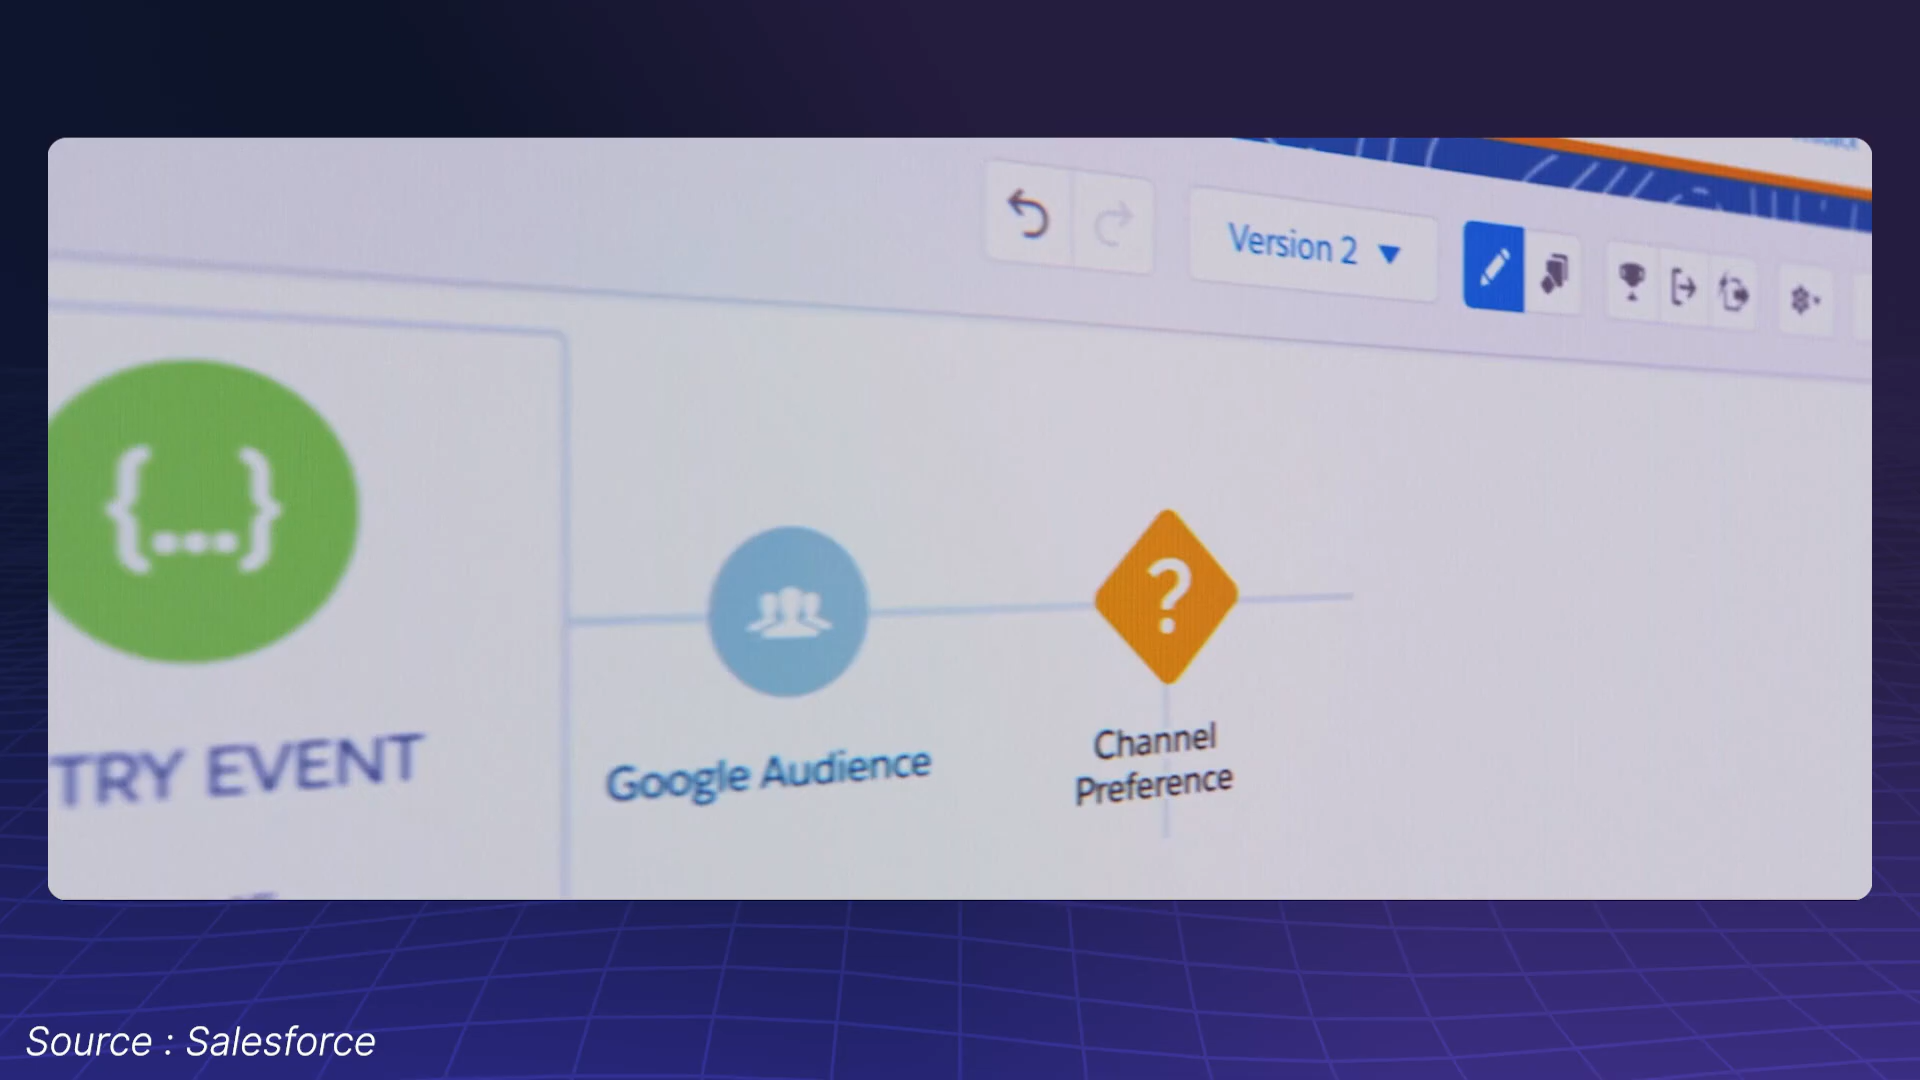 Version 2
{...}
?
TRY EVENT
Google Audience
Channel
Preference
Source : Salesforce